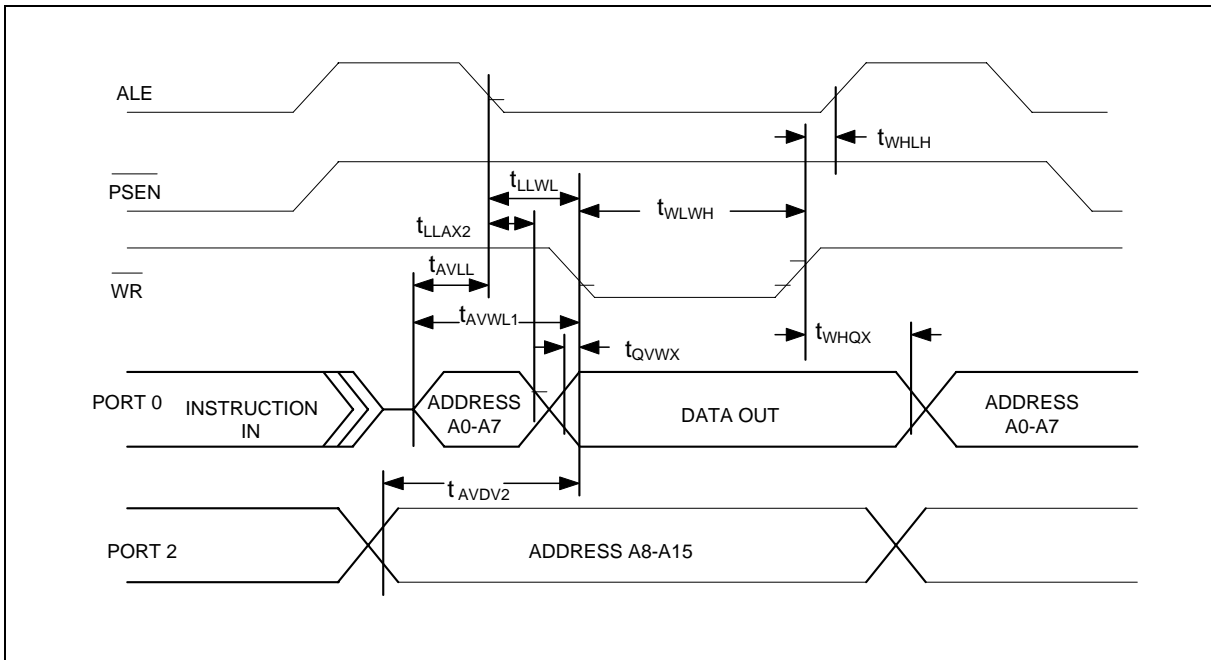 ALE
tWHLH
PSEN
tLLWL
tWLWH
tLLAX2
tAVLL
WR
tAVWL1
tWHQX
tQVWX
PORT 0
INSTRUCTION
IN
ADDRESS
A0-A7
DATA OUT
ADDRESS
A0-A7
tAVDV2
PORT 2
ADDRESS A8-A15